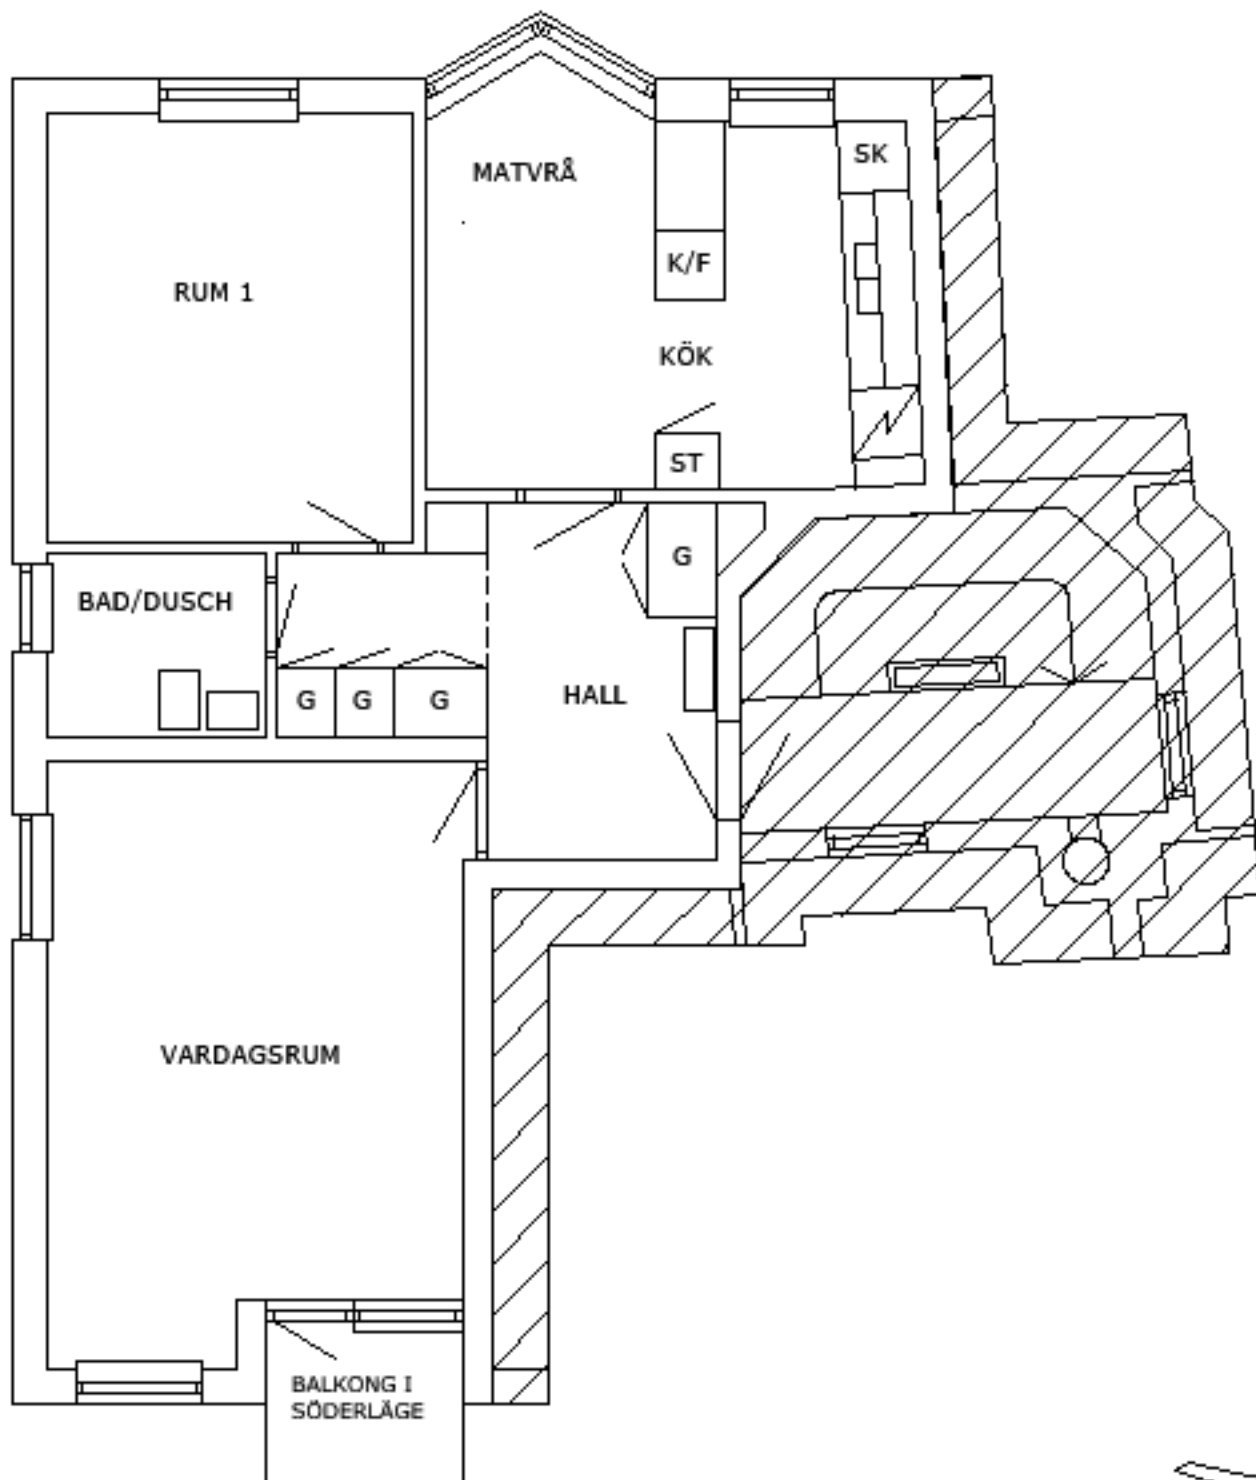 SK
MATVRÅ
K/F
RUM 1
KÖK
ST
G
BAD/DUSCH
G G G
HALL
VARDAGSRUM
BALKONG I
SÖDERLÄGE